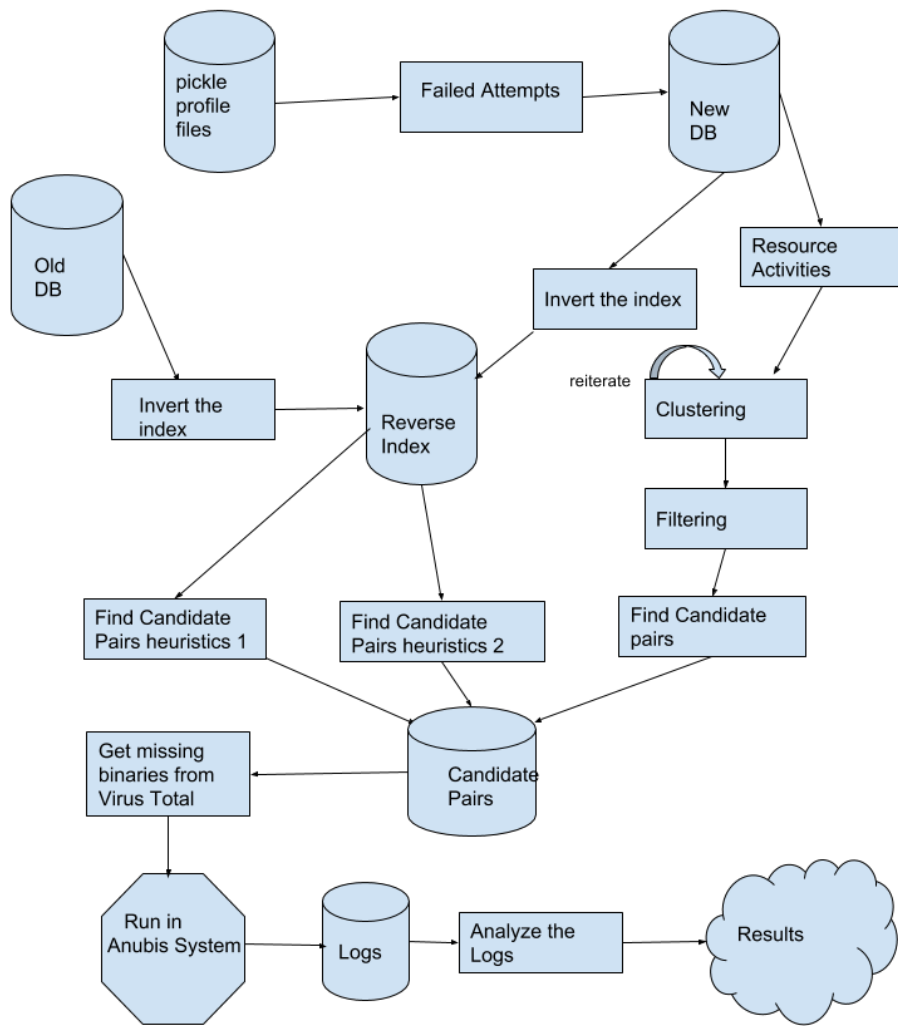 pickle
profile
files
Failed Attempts
New
DB
Old
DB
Resource
Activities
Invert the index
reiterate
Invert the
index
Reverse
Index
Clustering
Filtering
Find Candidate
Pairs heuristics 1
Find Candidate
Pairs heuristics 2
Find Candidate
pairs
Get missing
binaries from
Virus Total
Candidate
Pairs
Run in
Anubis System
Logs
Analyze the
Logs
Results